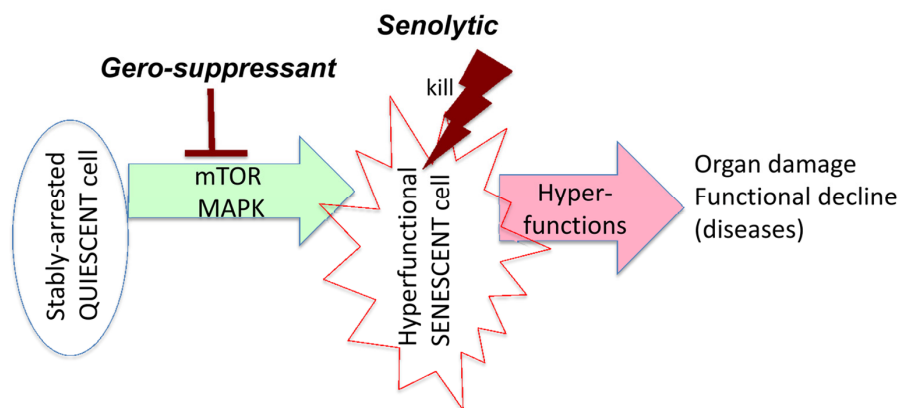 Senolytic
Gero-suppressant
kill
Stably-arrested
QUIESCENT cell
mTOR
MAPK
Hyperfunctional
SENESCENT cell
Hyper-
functions
Organ damage
Functional decline
(diseases)